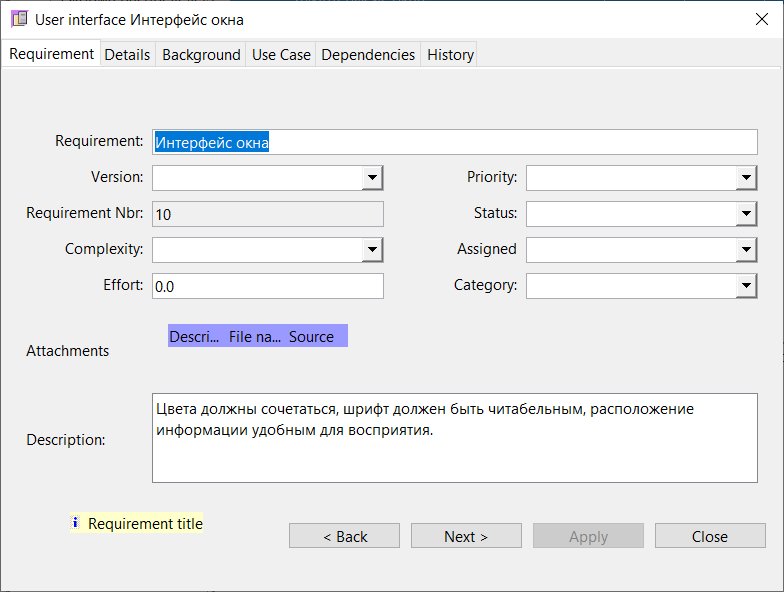 User interface Интерфейс окна
Requirement Details Background Use Case Dependencies History
Requirement: Интерфейс окна
Version: Priority:
Requirement Nbr: 10 Status:
Complexity: Assigned
Effort: 0.0 Category:
Descri... File na... Source
Attachments
Цвета должны сочетаться, шрифт должен быть читабельным, расположение
информации удобным для восприятия.
Description:
i Requirement title
< Back Next > Apply Close